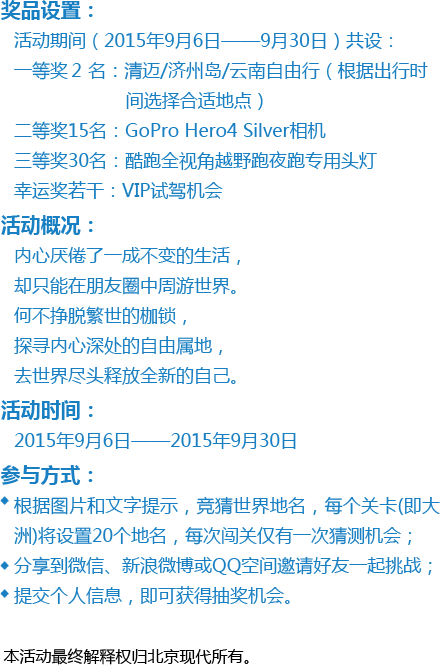 奖品设置：
活动期间（2015年9月6日——9月30日）共设：
一等奖２名：清迈/济州岛/云南自由行（根据出行时
间选择合适地点）
二等奖15名：GoPro Hero4 Silver相机
三等奖30名：酷跑全视角越野跑夜跑专用头灯
幸运奖若干：VIP试驾机会
活动概况：
内心厌倦了一成不变的生活，
却只能在朋友圈中周游世界。
何不挣脱繁世的枷锁，
探寻内心深处的自由属地，
去世界尽头释放全新的自己。
活动时间：
2015年9月6日——2015年9月30日
参与方式：
◆ 根据图片和文字提示，竞猜世界地名，每个关卡(即大
洲)将设置20个地名，每次闯关仅有一次猜测机会；
◆ 分享到微信、新浪微博或QQ空间邀请好友一起挑战；
◆ 提交个人信息，即可获得抽奖机会。
本活动最终解释权归北京现代所有。